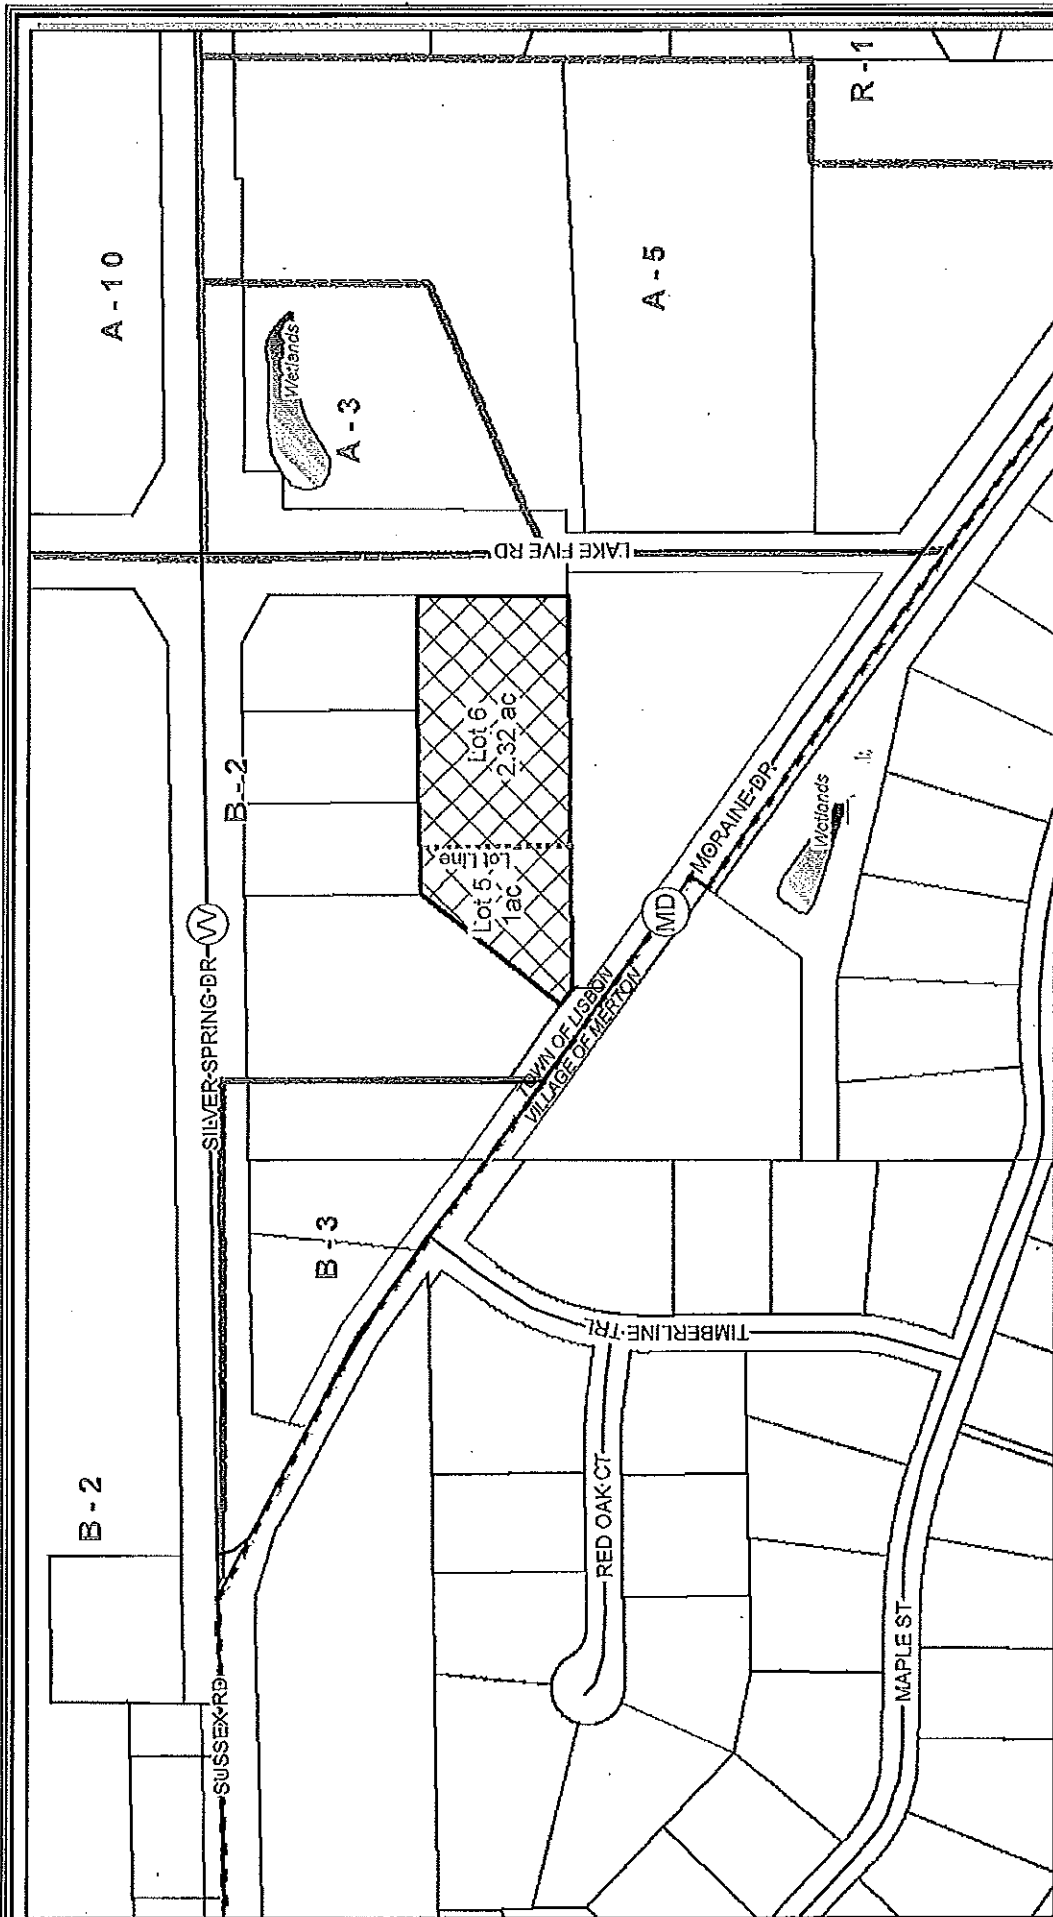 A-10
R-1
A-5
Wetlands
A-3
LAKE FIVE RD
B-2
Lot 6
2.32 ac
Lot Line
Lot 5
1ac
SILVER SPRING DR
W
MORAINE DR
MD
Wetlands
TOWN OF LISBON
VILLAGE OF MERTON
B-3
TIMBERLINE TRL
RED OAK CT
B-2
SUSSEX RD
MAPLE ST